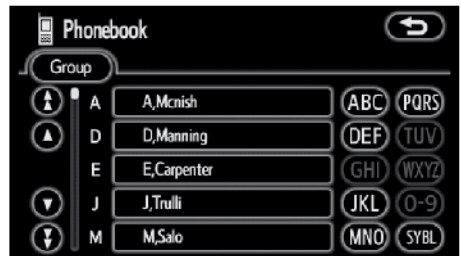 Phonebook
Group
A A,Mcnish ABC PQRS
D D,Manning DEF TUV
E E,Carpenter GHI WXYZ
J J,Trulli JKL 0-9
M M,Salo MNO SYBL